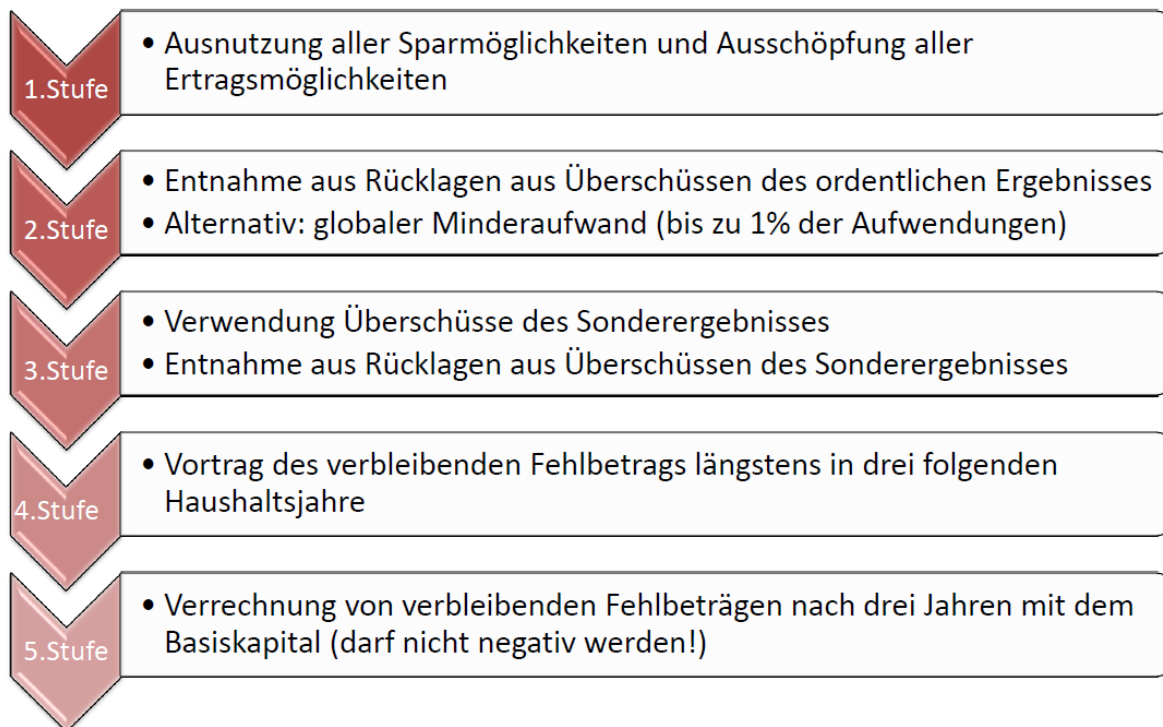 1.Stufe
• Ausnutzung aller Sparmöglichkeiten und Ausschöpfung aller
Ertragsmöglichkeiten
2.Stufe
• Entnahme aus Rücklagen aus Überschüssen des ordentlichen Ergebnisses
• Alternativ: globaler Minderaufwand (bis zu 1% der Aufwendungen)
3.Stufe
• Verwendung Überschüsse des Sonderergebnisses
• Entnahme aus Rücklagen aus Überschüssen des Sonderergebnisses
4.Stufe
• Vortrag des verbleibenden Fehlbetrags längstens in drei folgenden
Haushaltsjahre
5.Stufe
• Verrechnung von verbleibenden Fehlbeträgen nach drei Jahren mit dem
Basiskapital (darf nicht negativ werden!)